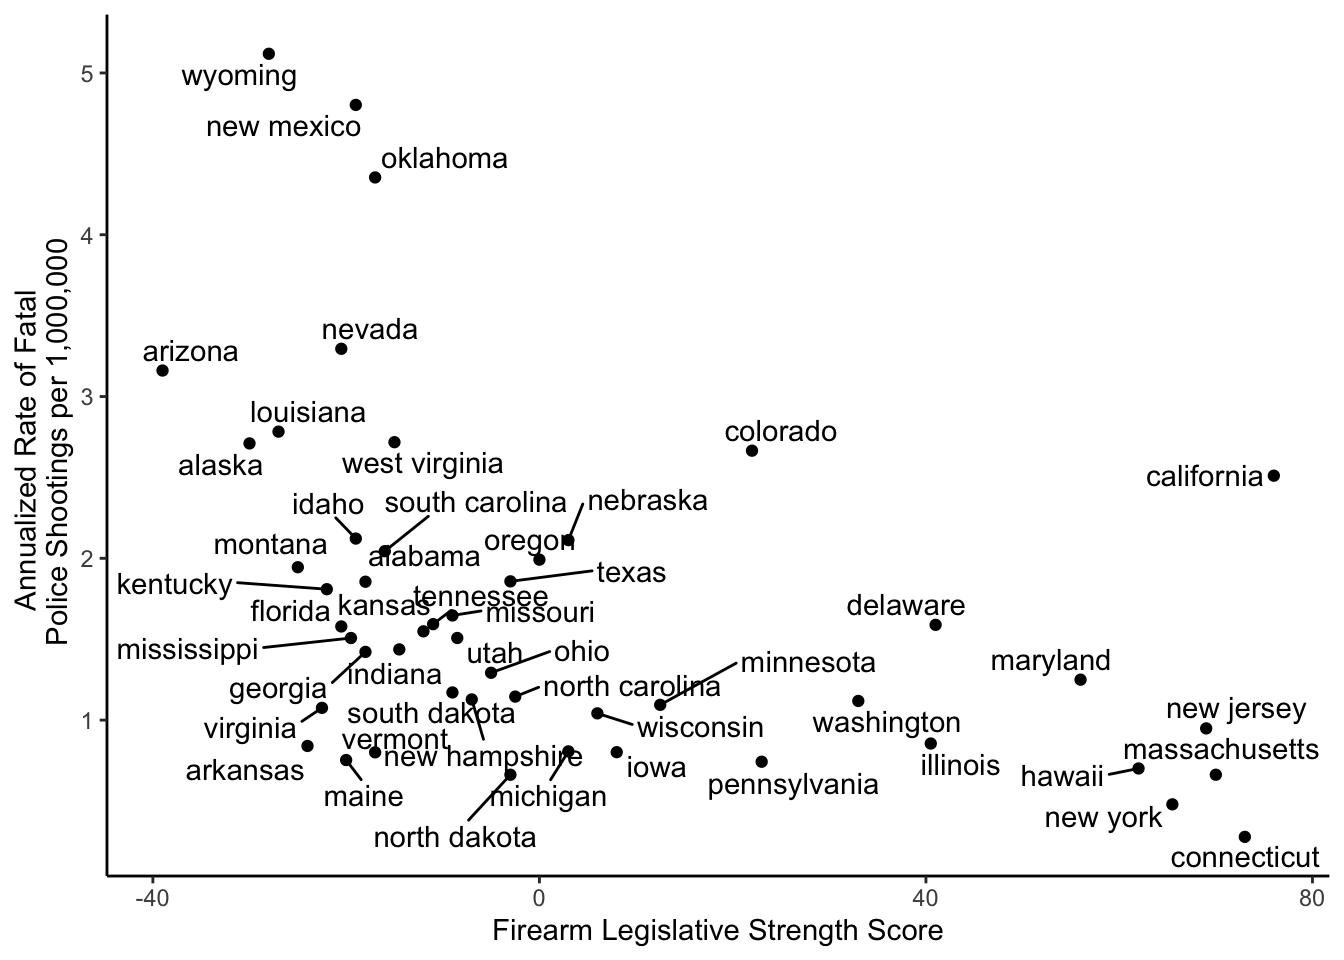 5
4
3
2
1
Annualized Rate of Fatal
Police Shootings per 1,000,000
wyoming
new mexico
oklahoma
nevada
arizona
louisiana
colorado
alaska
west virginia
california
idaho
south carolina
nebraska
montana
alabama
oregon
kentucky
texas
florida
kansas
tennessee
missouri
delaware
mississippi
utah
ohio
minnesota
maryland
georgia
indiana
north carolina
virginia
south dakota
wisconsin
washington
new jersey
vermont
new hampshire
massachusetts
arkansas
iowa
illinois
hawaii
maine
michigan
pennsylvania
new york
north dakota
connecticut
-40
0
40
80
Firearm Legislative Strength Score